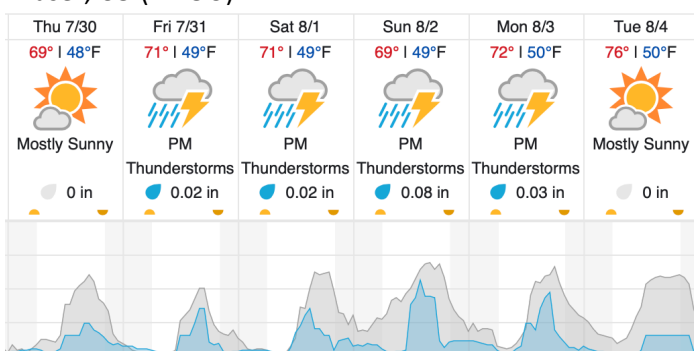 Thu 7/30 Fri 7/31 Sat 8/1 Sun 8/2 Mon 8/3 Tue 8/4
69° | 48°F 71° | 49°F 71° | 49°F 69° | 49°F 72° | 50°F 76° | 50°F
Mostly Sunny PM PM PM PM Mostly Sunny
Thunderstorms Thunderstorms Thunderstorms Thunderstorms
0 in 0.02 in 0.02 in 0.08 in 0.03 in 0 in